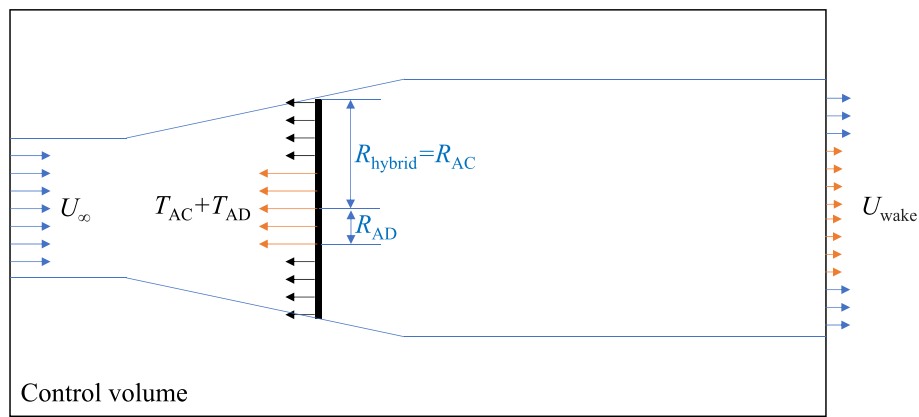 R_hybrid=R_AC
U_∞
T_AC+T_AD
R_AD
U_wake
Control volume